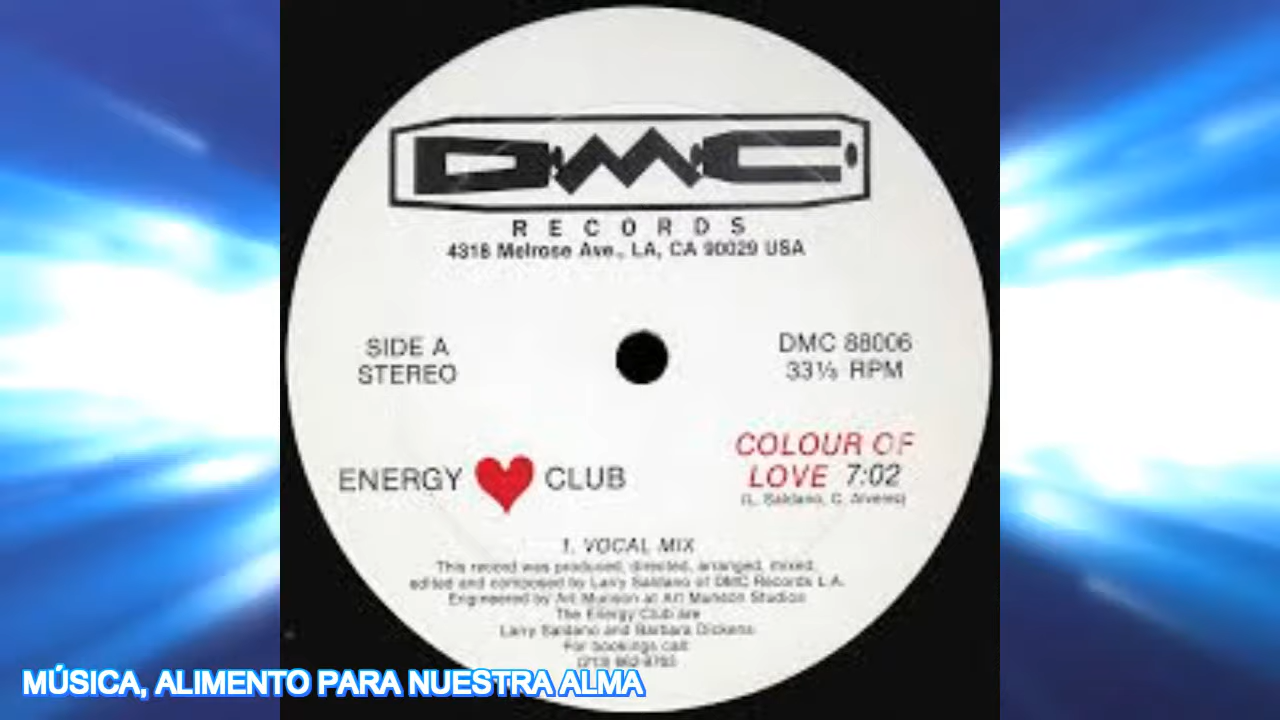 DMC
RECORDS
4318 Melrose Ave., LA, CA 90029 USA
SIDE A
STEREO
DMC 88006
33⅓ RPM
ENERGY CLUB
COLOUR OF
LOVE 7:02
(L. Saldano, C. Alveres)
1. VOCAL MIX
This record was produced, directed, arranged, mixed,
edited and composed by Larry Saldano of DMC Records L.A.
Engineered by Art Munson at Art Munson Studios
The Energy Club are
Larry Saldano and Barbara Dickens
For bookings call:
(213)
MÚSICA, ALIMENTO PARA NUESTRA ALMA